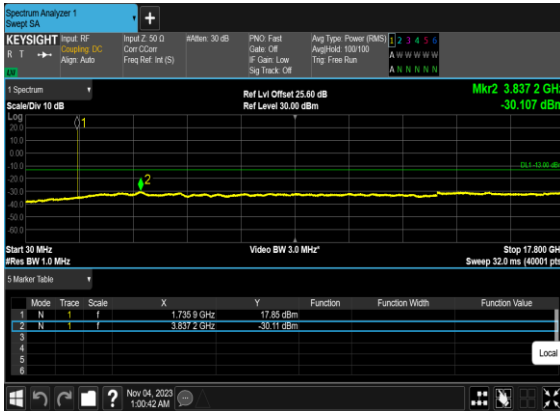 Spectrum Analyzer 1
Swept SA
+
KEYSIGHT Input: RF Input Z: 50 Ω #Atten: 30 dB PNO: Fast Avg Type: Power (RMS) 1 2 3 4 5 6
R T Coupling: DC Corr CCorr Gate: Off Avg|Hold: 100/100 A W W W W W
Align: Auto Freq Ref: Int (S) IF Gain: Low Trig: Free Run
Sig Track: Off A N N N N N
1 Spectrum Ref Lvl Offset 25.60 dB Mkr2 3.837 2 GHz
Scale/Div 10 dB Ref Level 30.00 dBm -30.107 dBm
Log
20.0
10.0
0.00
-10.0
-20.0
-30.0
-40.0
-50.0
-60.0
1
2
DL1 -13.00 dBm
Start 30 MHz Video BW 3.0 MHz* Stop 17.800 GH
#Res BW 1.0 MHz Sweep 32.0 ms (40001 pts
5 Marker Table
Mode Trace Scale X Y Function Function Width Function Value
1 N 1 f 1.735 9 GHz 17.85 dBm
2 N 1 f 3.837 2 GHz -30.11 dBm
3
4
5
6
Local
? Nov 04, 2023
1:00:42 AM